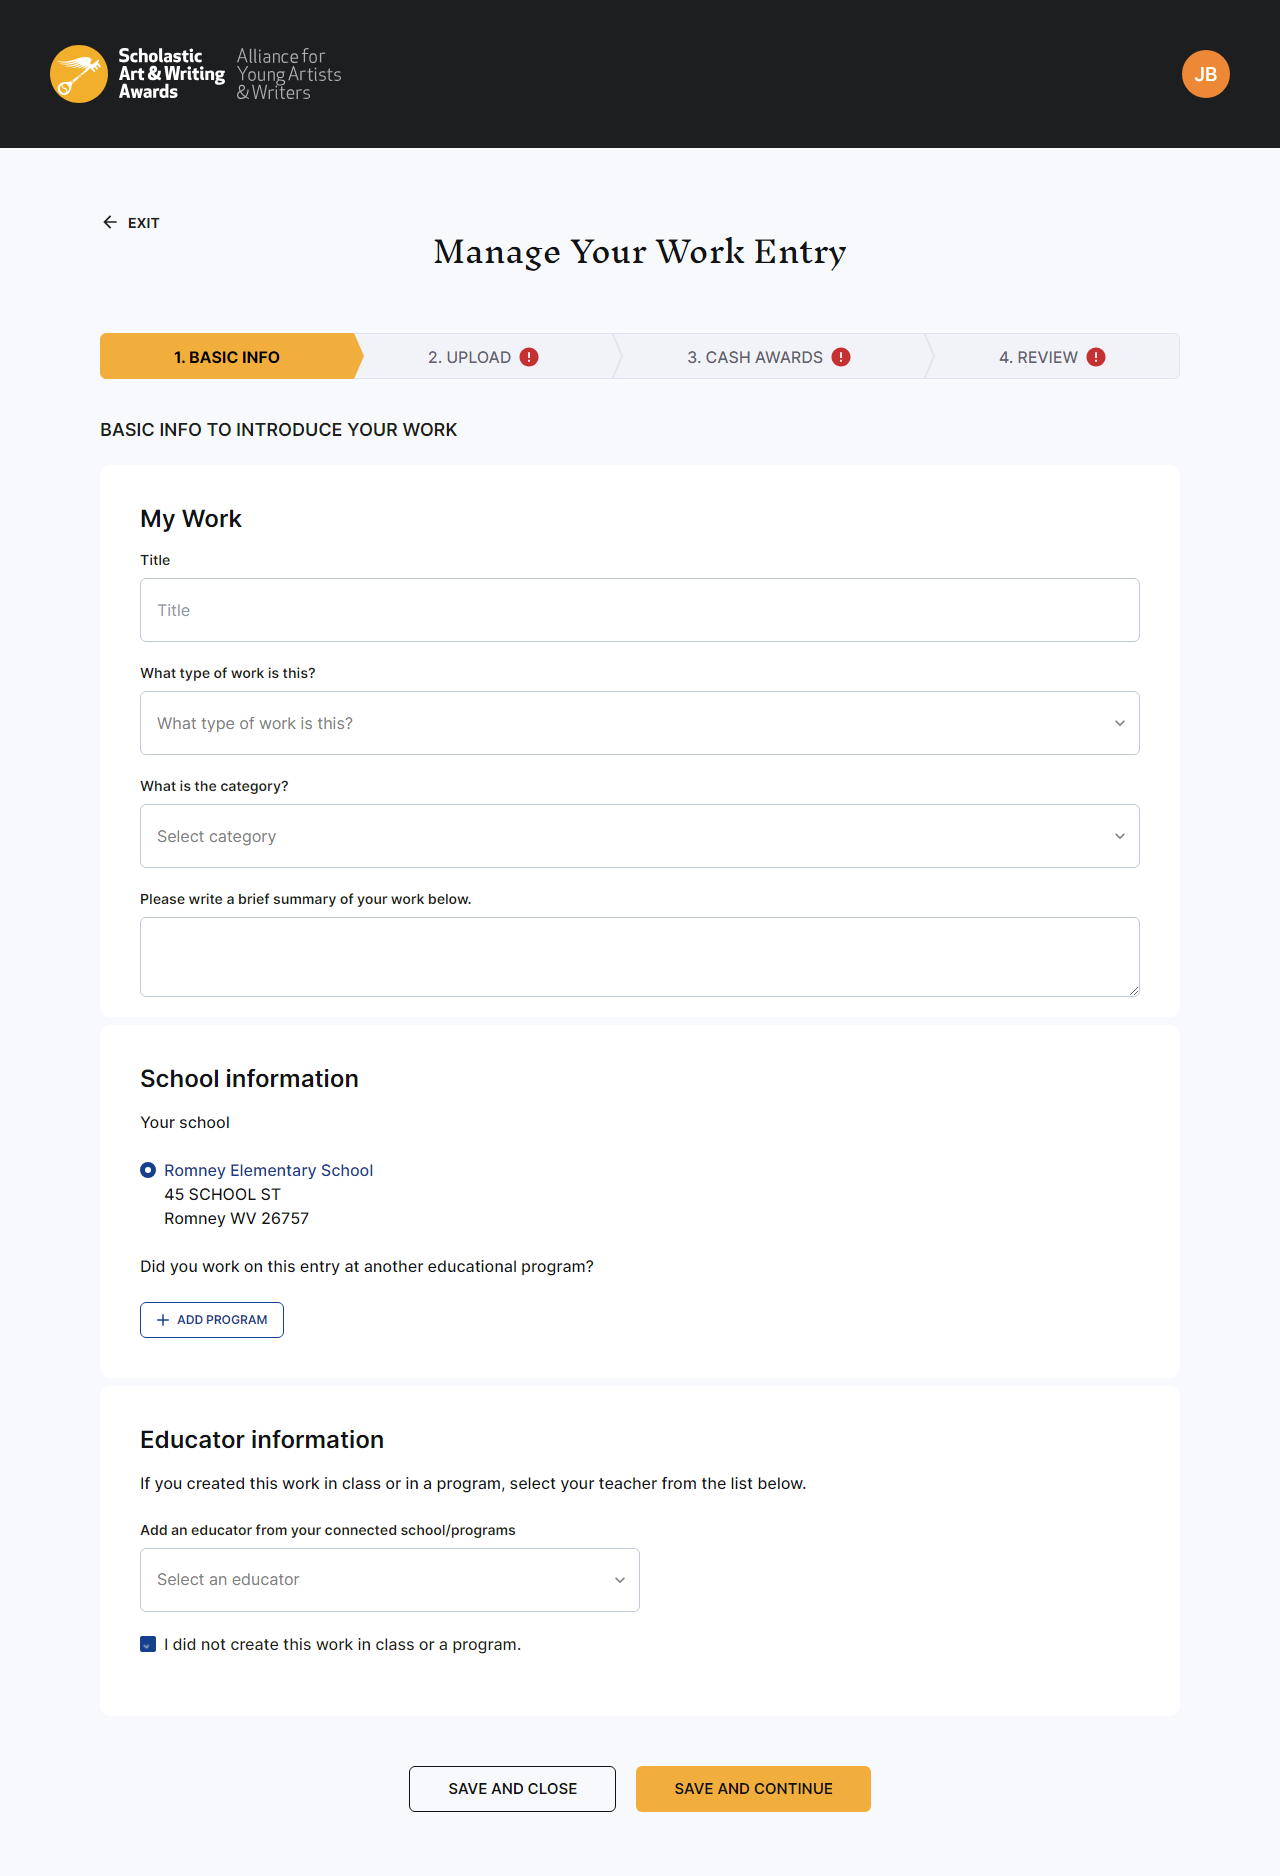 Scholastic
Art & Writing
Awards
Alliance for
Young Artists
& Writers
JB
EXIT
Manage Your Work Entry
1. BASIC INFO
2. UPLOAD
3. CASH AWARDS
4. REVIEW
BASIC INFO TO INTRODUCE YOUR WORK
My Work
Title
Title
What type of work is this?
What type of work is this?
What is the category?
Select category
Please write a brief summary of your work below.
School information
Your school
Romney Elementary School
45 SCHOOL ST
Romney WV 26757
Did you work on this entry at another educational program?
ADD PROGRAM
Educator information
If you created this work in class or in a program, select your teacher from the list below.
Add an educator from your connected school/programs
Select an educator
I did not create this work in class or a program.
SAVE AND CLOSE
SAVE AND CONTINUE